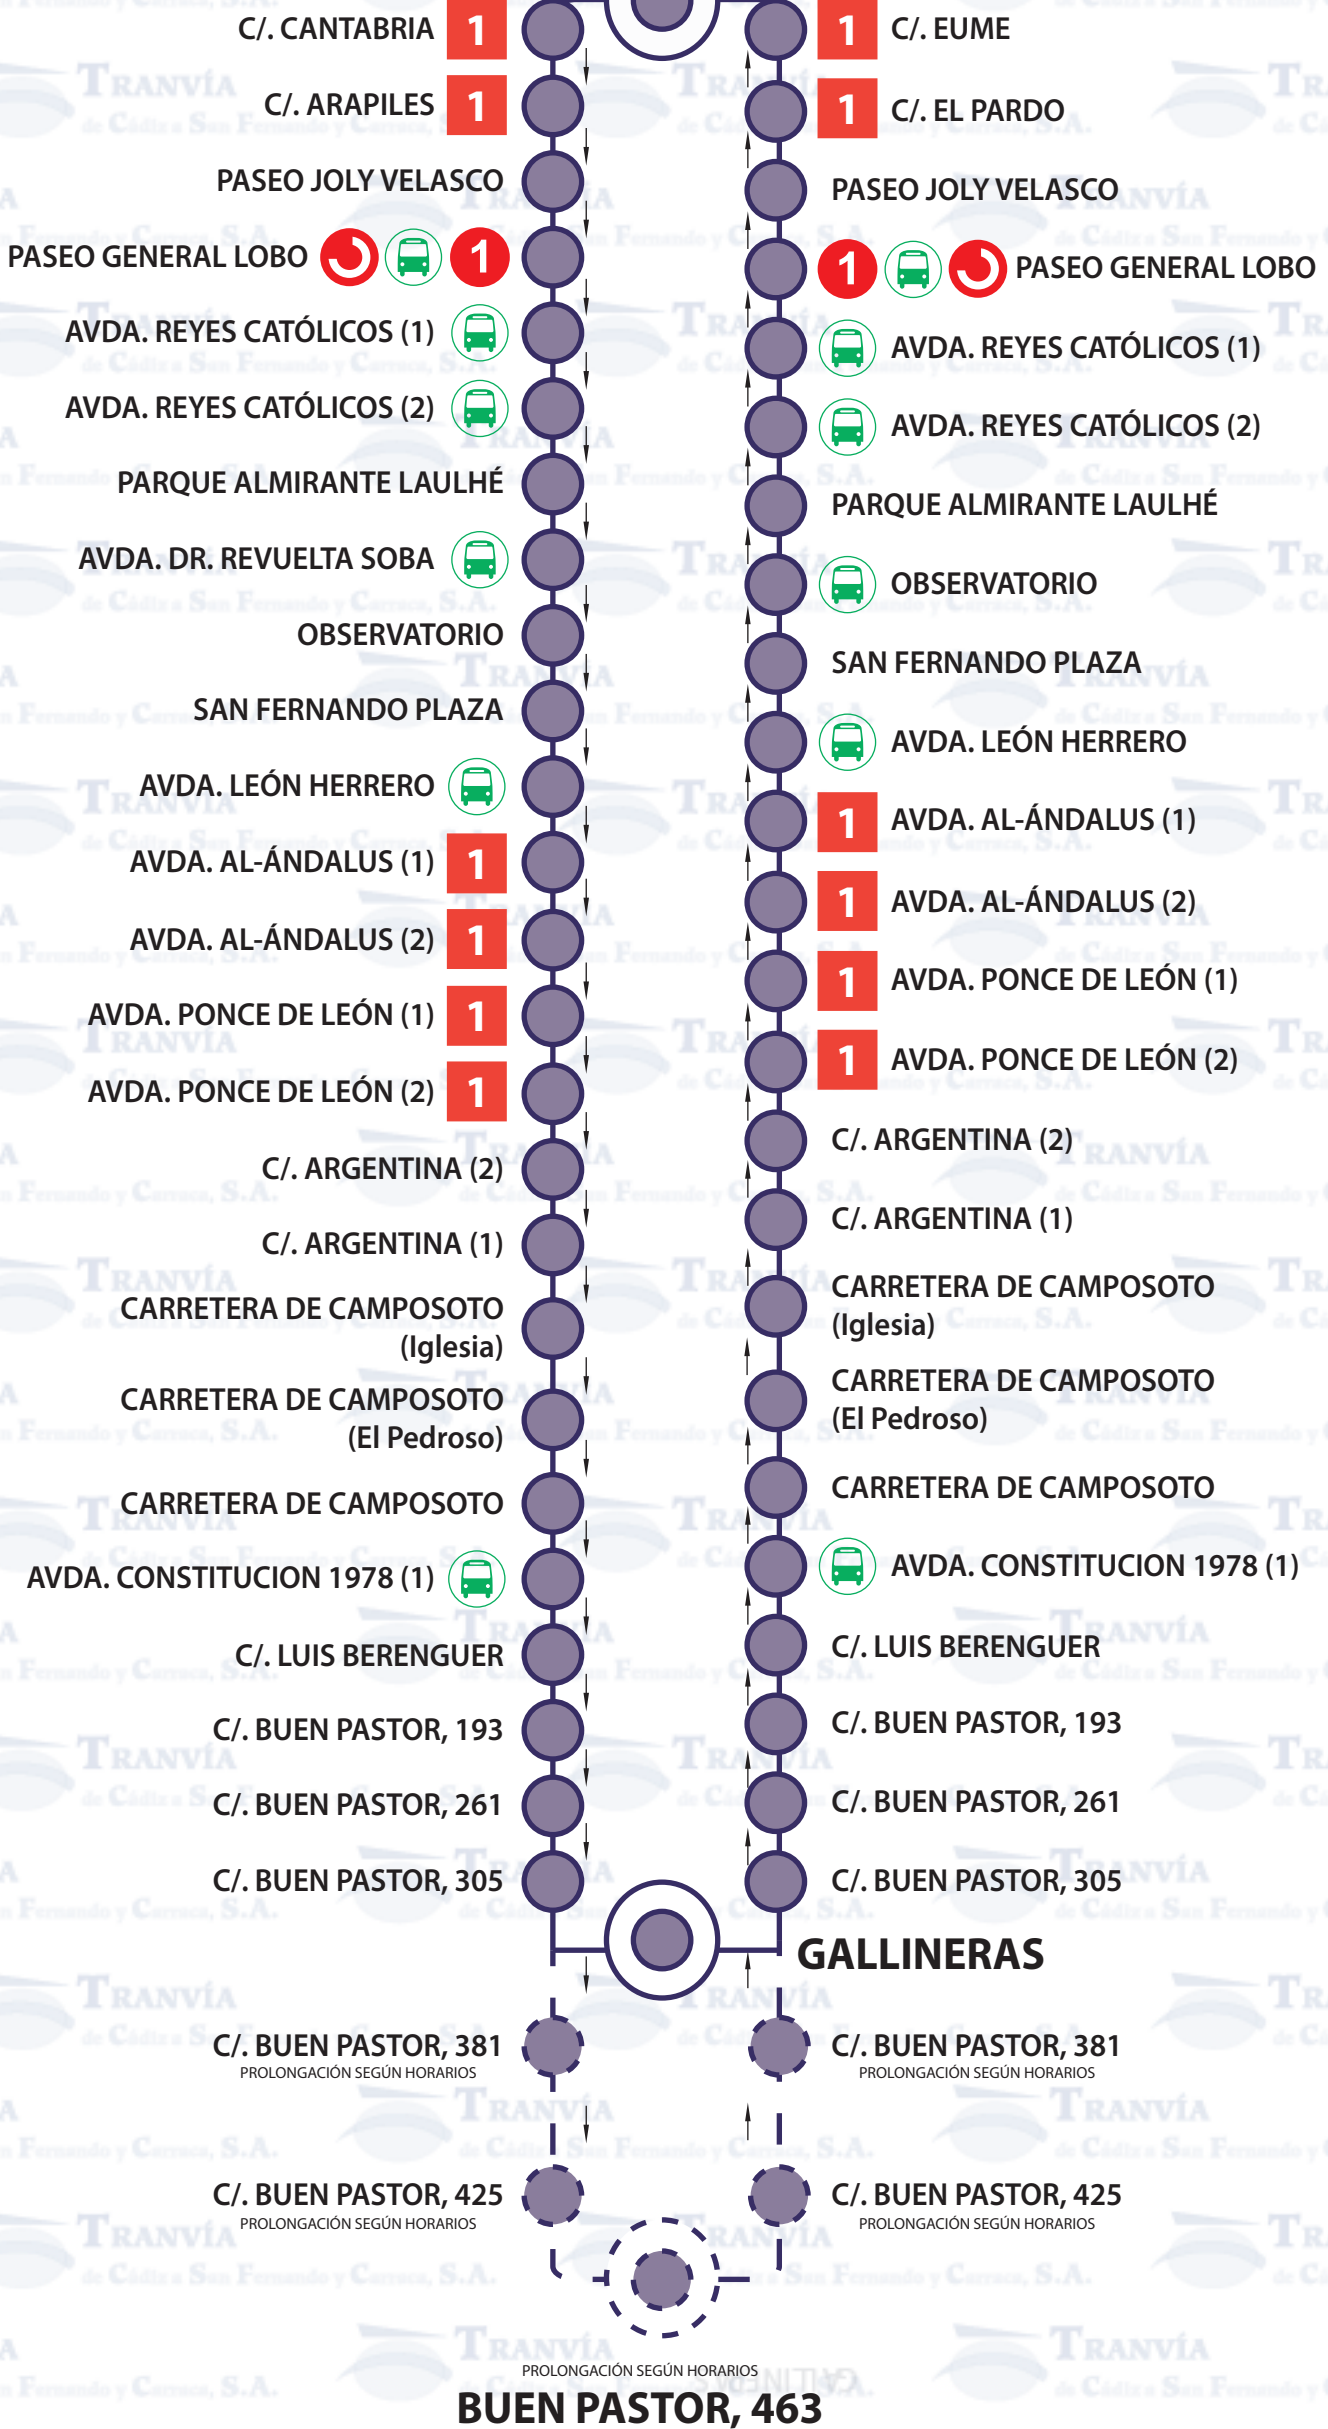 C/. CANTABRIA 1
C/. ARAPILES 1
PASEO JOLY VELASCO
PASEO GENERAL LOBO 1
AVDA. REYES CATÓLICOS (1)
AVDA. REYES CATÓLICOS (2)
PARQUE ALMIRANTE LAULHÉ
AVDA. DR. REVUELTA SOBA
OBSERVATORIO
SAN FERNANDO PLAZA
AVDA. LEÓN HERRERO
AVDA. AL-ÁNDALUS (1) 1
AVDA. AL-ÁNDALUS (2) 1
AVDA. PONCE DE LEÓN (1) 1
AVDA. PONCE DE LEÓN (2) 1
C/. ARGENTINA (2)
C/. ARGENTINA (1)
CARRETERA DE CAMPOSOTO
(Iglesia)
CARRETERA DE CAMPOSOTO
(El Pedroso)
CARRETERA DE CAMPOSOTO
AVDA. CONSTITUCION 1978 (1)
C/. LUIS BERENGUER
C/. BUEN PASTOR, 193
C/. BUEN PASTOR, 261
C/. BUEN PASTOR, 305
C/. BUEN PASTOR, 381
PROLONGACIÓN SEGÚN HORARIOS
C/. BUEN PASTOR, 425
PROLONGACIÓN SEGÚN HORARIOS
1 C/. EUME
1 C/. EL PARDO
PASEO JOLY VELASCO
1 PASEO GENERAL LOBO
AVDA. REYES CATÓLICOS (1)
AVDA. REYES CATÓLICOS (2)
PARQUE ALMIRANTE LAULHÉ
OBSERVATORIO
SAN FERNANDO PLAZA
AVDA. LEÓN HERRERO
1 AVDA. AL-ÁNDALUS (1)
1 AVDA. AL-ÁNDALUS (2)
1 AVDA. PONCE DE LEÓN (1)
1 AVDA. PONCE DE LEÓN (2)
C/. ARGENTINA (2)
C/. ARGENTINA (1)
CARRETERA DE CAMPOSOTO
(Iglesia)
CARRETERA DE CAMPOSOTO
(El Pedroso)
CARRETERA DE CAMPOSOTO
AVDA. CONSTITUCION 1978 (1)
C/. LUIS BERENGUER
C/. BUEN PASTOR, 193
C/. BUEN PASTOR, 261
C/. BUEN PASTOR, 305
GALLINERAS
C/. BUEN PASTOR, 381
PROLONGACIÓN SEGÚN HORARIOS
C/. BUEN PASTOR, 425
PROLONGACIÓN SEGÚN HORARIOS
PROLONGACIÓN SEGÚN HORARIOS
GALLINERAS
BUEN PASTOR, 463
TRANVÍA
de Cádiz a San Fernando y Carraca, S.A.